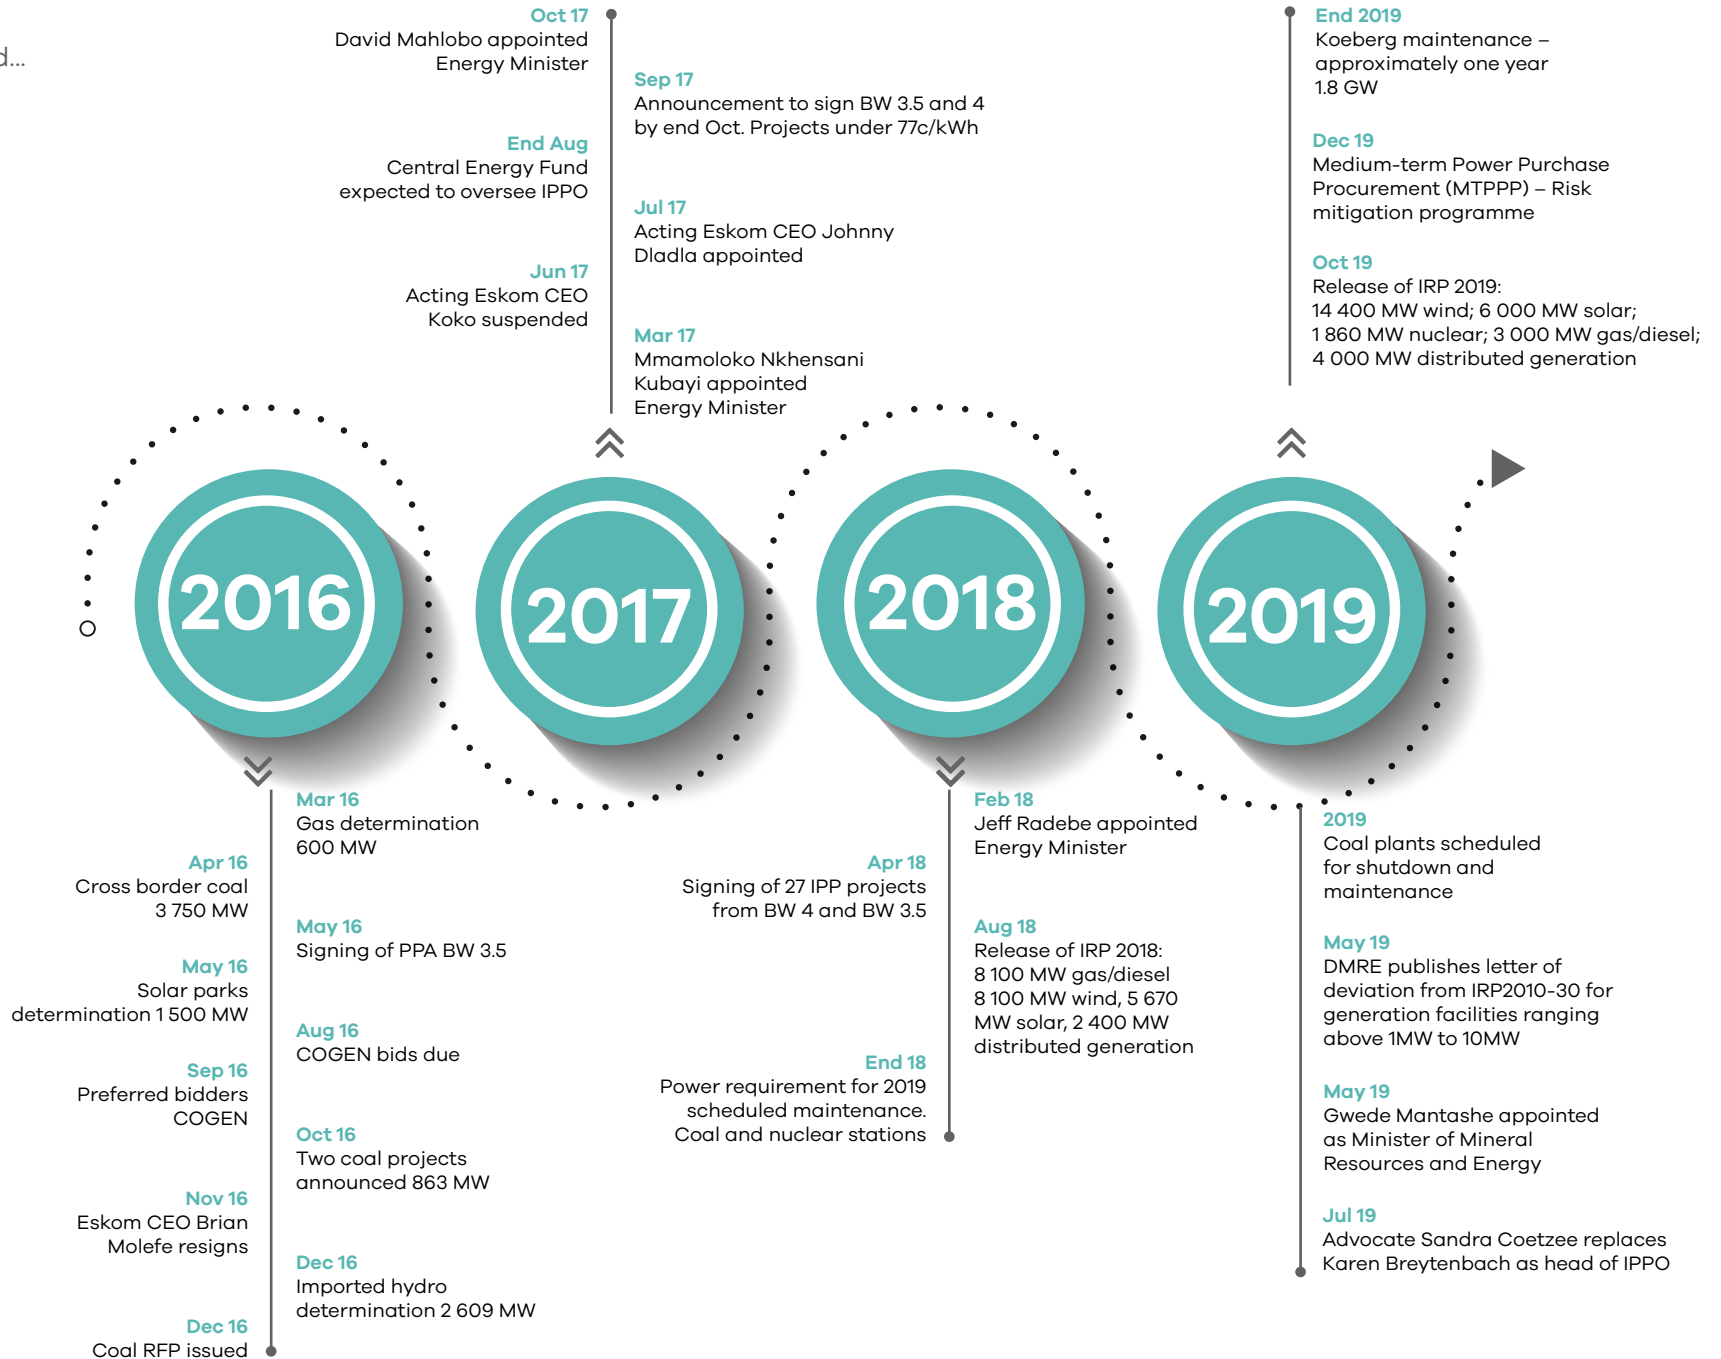 d...
Oct 17
David Mahlobo appointed
Energy Minister
Sep 17
Announcement to sign BW 3.5 and 4
by end Oct. Projects under 77c/kWh
End Aug
Central Energy Fund
expected to oversee IPPO
Jul 17
Acting Eskom CEO Johnny
Dladla appointed
Jun 17
Acting Eskom CEO
Koko suspended
Mar 17
Mmamoloko Nkhensani
Kubayi appointed
Energy Minister
End 2019
Koeberg maintenance –
approximately one year
1.8 GW
Dec 19
Medium-term Power Purchase
Procurement (MTPPP) – Risk
mitigation programme
Oct 19
Release of IRP 2019:
14 400 MW wind; 6 000 MW solar;
1 860 MW nuclear; 3 000 MW gas/diesel;
4 000 MW distributed generation
2016
2017
2018
2019
Mar 16
Gas determination
600 MW
Apr 16
Cross border coal
3 750 MW
May 16
Signing of PPA BW 3.5
May 16
Solar parks
determination 1 500 MW
Aug 16
COGEN bids due
Sep 16
Preferred bidders
COGEN
Oct 16
Two coal projects
announced 863 MW
Nov 16
Eskom CEO Brian
Molefe resigns
Dec 16
Imported hydro
determination 2 609 MW
Dec 16
Coal RFP issued
Feb 18
Jeff Radebe appointed
Energy Minister
Apr 18
Signing of 27 IPP projects
from BW 4 and BW 3.5
Aug 18
Release of IRP 2018:
8 100 MW gas/diesel
8 100 MW wind, 5 670
MW solar, 2 400 MW
distributed generation
End 18
Power requirement for 2019
scheduled maintenance.
Coal and nuclear stations
2019
Coal plants scheduled
for shutdown and
maintenance
May 19
DMRE publishes letter of
deviation from IRP2010-30 for
generation facilities ranging
above 1MW to 10MW
May 19
Gwede Mantashe appointed
as Minister of Mineral
Resources and Energy
Jul 19
Advocate Sandra Coetzee replaces
Karen Breytenbach as head of IPPO